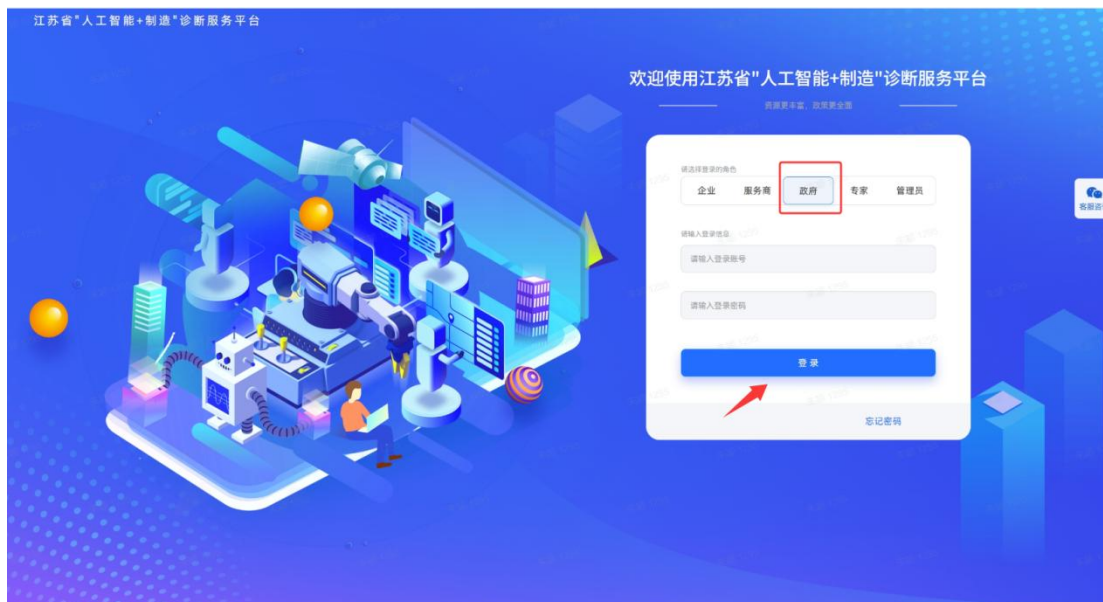 江苏省"人工智能+制造"诊断服务平台
欢迎使用江苏省"人工智能+制造"诊断服务平台
资源更丰富，政策更全面
请选择登录的角色
企业 服务商 政府 专家 管理员
请输入登录信息
请输入登录账号
请输入登录密码
登录
忘记密码
客服咨